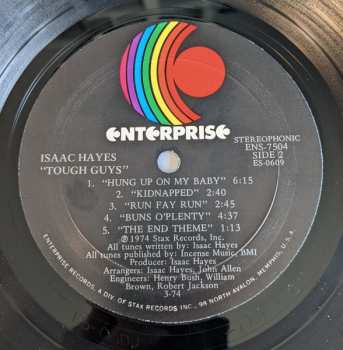 ENTERPRISE
STEREOPHONIC
ENS-7504
SIDE 2
ES-0609
ISAAC HAYES
"TOUGH GUYS"
1. "HUNG UP ON MY BABY" 6:15
2. "KIDNAPPED" 2:40
3. "RUN FAY RUN" 2:45
4. "BUNS O'PLENTY" 4:37
5. "THE END THEME" 1:13
℗ 1974 Stax Records, Inc.
All tunes written by: Isaac Hayes
All tunes published by: Incense Music, BMI
Producer: Isaac Hayes
Arrangers: Isaac Hayes, John Allen
Engineers: Henry Bush, William
Brown, Robert Jackson
3-74
ENTERPRISE RECORDS, A DIV. OF STAX RECORDS INC., 98 NORTH AVALON, MEMPHIS, U.S.A.